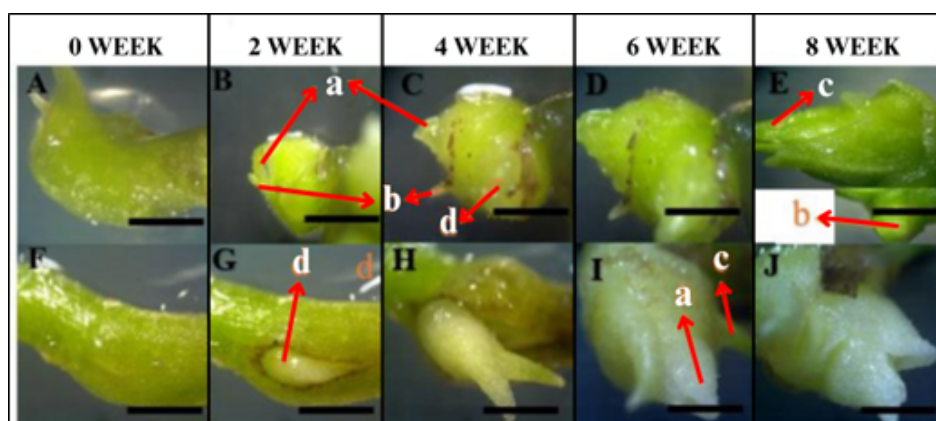 0 WEEK 2 WEEK 4 WEEK 6 WEEK 8 WEEK
A B a C D E c
b d b
F G d d H I c J
a